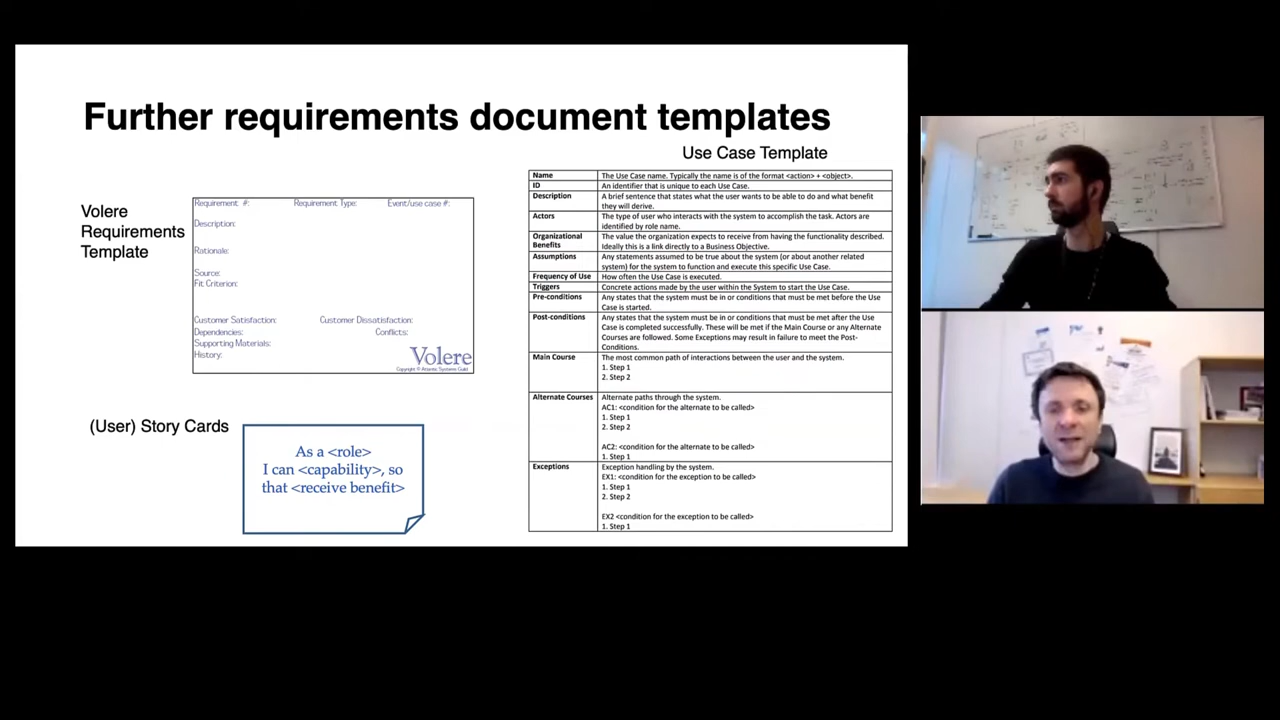 Further requirements document templates
Volere
Requirements
Template
Requirement #: Requirement Type: Event/use case #:
Description:
Rationale:
Source:
Fit Criterion:
Customer Satisfaction: Customer Dissatisfaction:
Dependencies: Conflicts:
Supporting Materials:
History:
Volere
Copyright © Atlantic Systems Guild
(User) Story Cards
As a <role>
I can <capability>, so
that <receive benefit>
Use Case Template
Name The Use Case name. Typically the name is of the format <action> + <object>.
ID An identifier that is unique to each Use Case.
Description A brief sentence that states what the user wants to be able to do and what benefit
they will derive.
Actors The type of user who interacts with the system to accomplish the task. Actors are
identified by role name.
Organizational The value the organization expects to receive from having the functionality described.
Benefits Ideally this is a link directly to a Business Objective.
Assumptions Any statements assumed to be true about the system (or about another related
system) for the system to function and execute this specific Use Case.
Frequency of Use How often the Use Case is executed.
Triggers Concrete actions made by the user within the System to start the Use Case.
Pre-conditions Any states that the system must be in or conditions that must be met before the Use
Case is started.
Post-conditions Any states that the system must be in or conditions that must be met after the Use
Case is completed successfully. These will be met if the Main Course or any Alternate
Courses are followed. Some Exceptions may result in failure to meet the Post-
Conditions.
Main Course The most common path of interactions between the user and the system.
1. Step 1
2. Step 2
Alternate Courses Alternate paths through the system.
AC1: <condition for the alternate to be called>
1. Step 1
2. Step 2
AC2: <condition for the alternate to be called>
1. Step 1
Exceptions Exception handling by the system.
EX1: <condition for the exception to be called>
1. Step 1
2. Step 2
EX2 <condition for the exception to be called>
1. Step 1